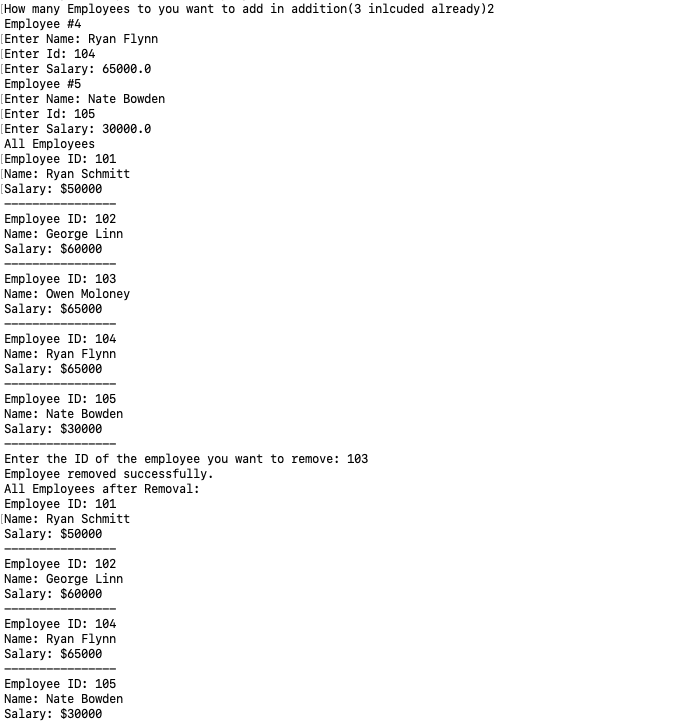 How many Employees to you want to add in addition(3 inlcuded already)2
Employee #4
Enter Name: Ryan Flynn
Enter Id: 104
Enter Salary: 65000.0
Employee #5
Enter Name: Nate Bowden
Enter Id: 105
Enter Salary: 30000.0
All Employees
Employee ID: 101
Name: Ryan Schmitt
Salary: $50000
----------------
Employee ID: 102
Name: George Linn
Salary: $60000
----------------
Employee ID: 103
Name: Owen Moloney
Salary: $65000
----------------
Employee ID: 104
Name: Ryan Flynn
Salary: $65000
----------------
Employee ID: 105
Name: Nate Bowden
Salary: $30000
----------------
Enter the ID of the employee you want to remove: 103
Employee removed successfully.
All Employees after Removal:
Employee ID: 101
Name: Ryan Schmitt
Salary: $50000
----------------
Employee ID: 102
Name: George Linn
Salary: $60000
----------------
Employee ID: 104
Name: Ryan Flynn
Salary: $65000
----------------
Employee ID: 105
Name: Nate Bowden
Salary: $30000